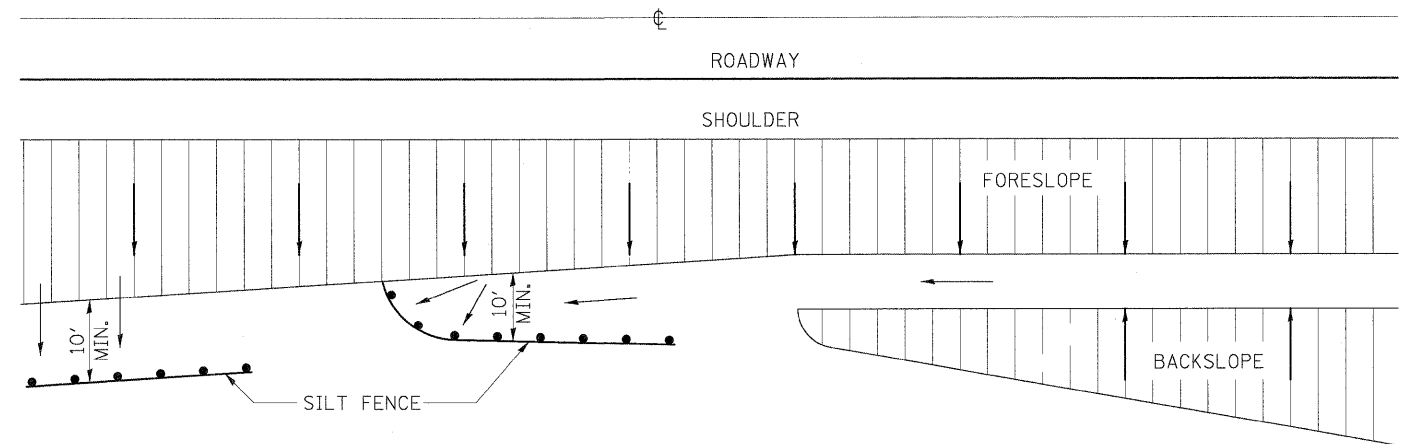 ℄
ROADWAY
SHOULDER
FORESLOPE
10'
MIN.
10'
MIN.
BACKSLOPE
SILT FENCE